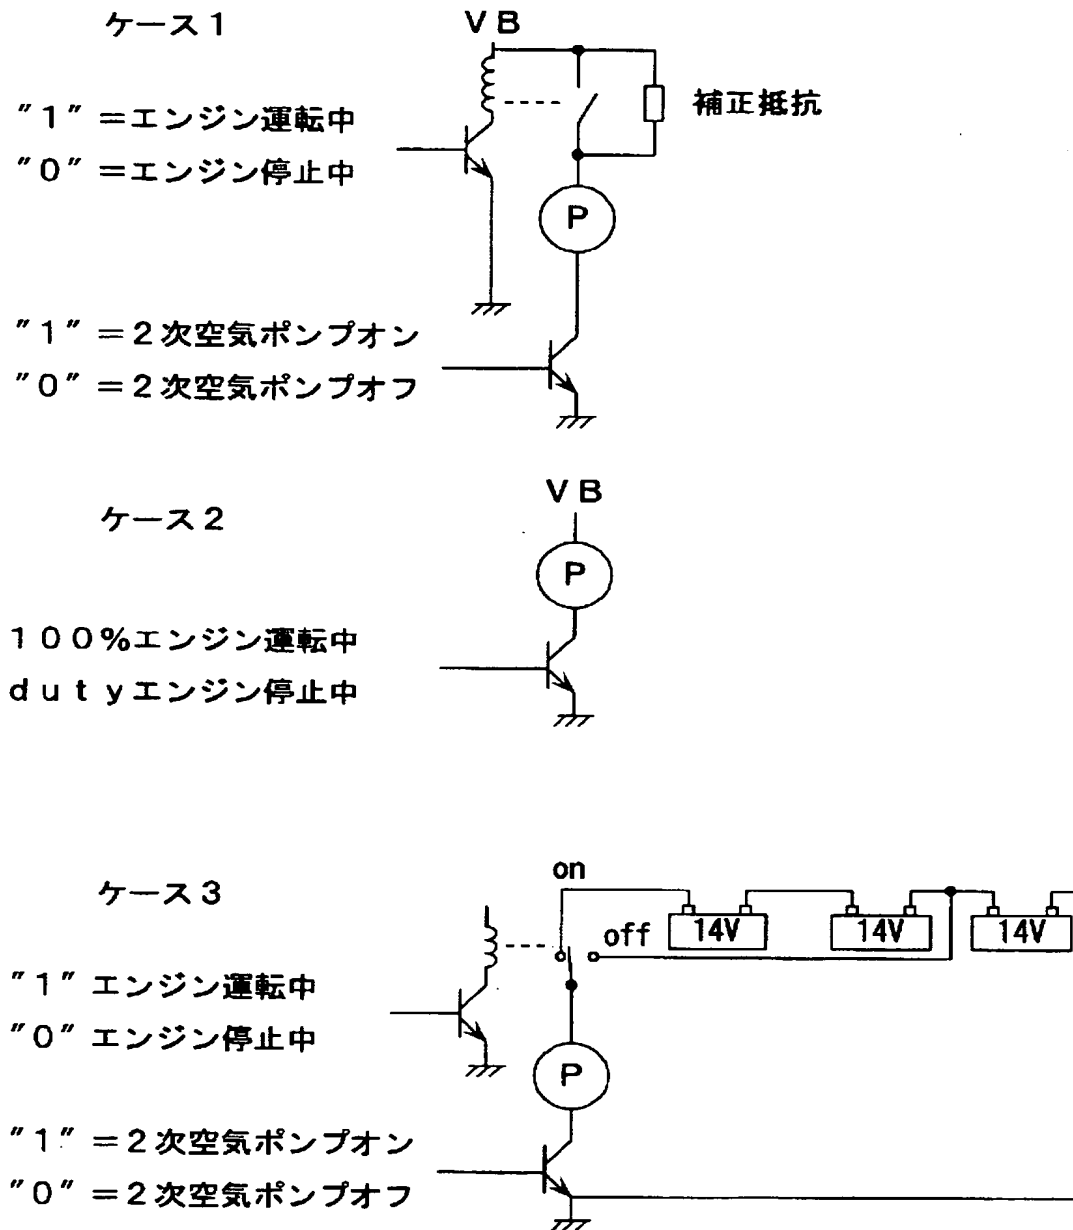 ケース1
VB
"1"=エンジン運転中
"0"=エンジン停止中
補正抵抗
P
"1"=2次空気ポンプオン
"0"=2次空気ポンプオフ
ケース2
VB
P
100%エンジン運転中
dutyエンジン停止中
ケース3
on
14V 14V 14V
off
"1"エンジン運転中
"0"エンジン停止中
P
"1"=2次空気ポンプオン
"0"=2次空気ポンプオフ